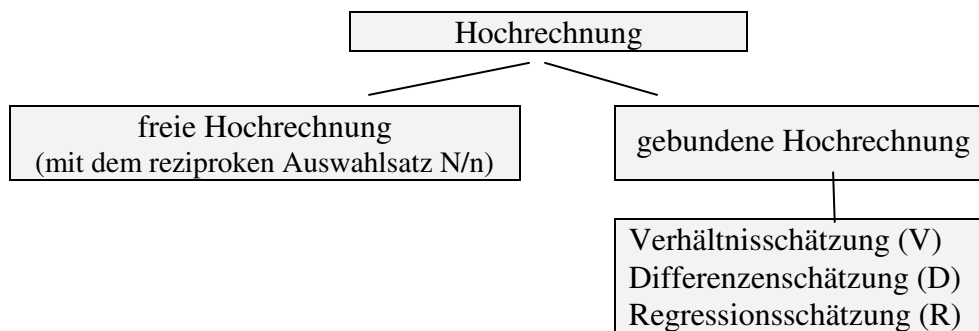 Hochrechnung
freie Hochrechnung
(mit dem reziproken Auswahlsatz N/n)
gebundene Hochrechnung
Verhältnisschätzung (V)
Differenzenschätzung (D)
Regressionsschätzung (R)